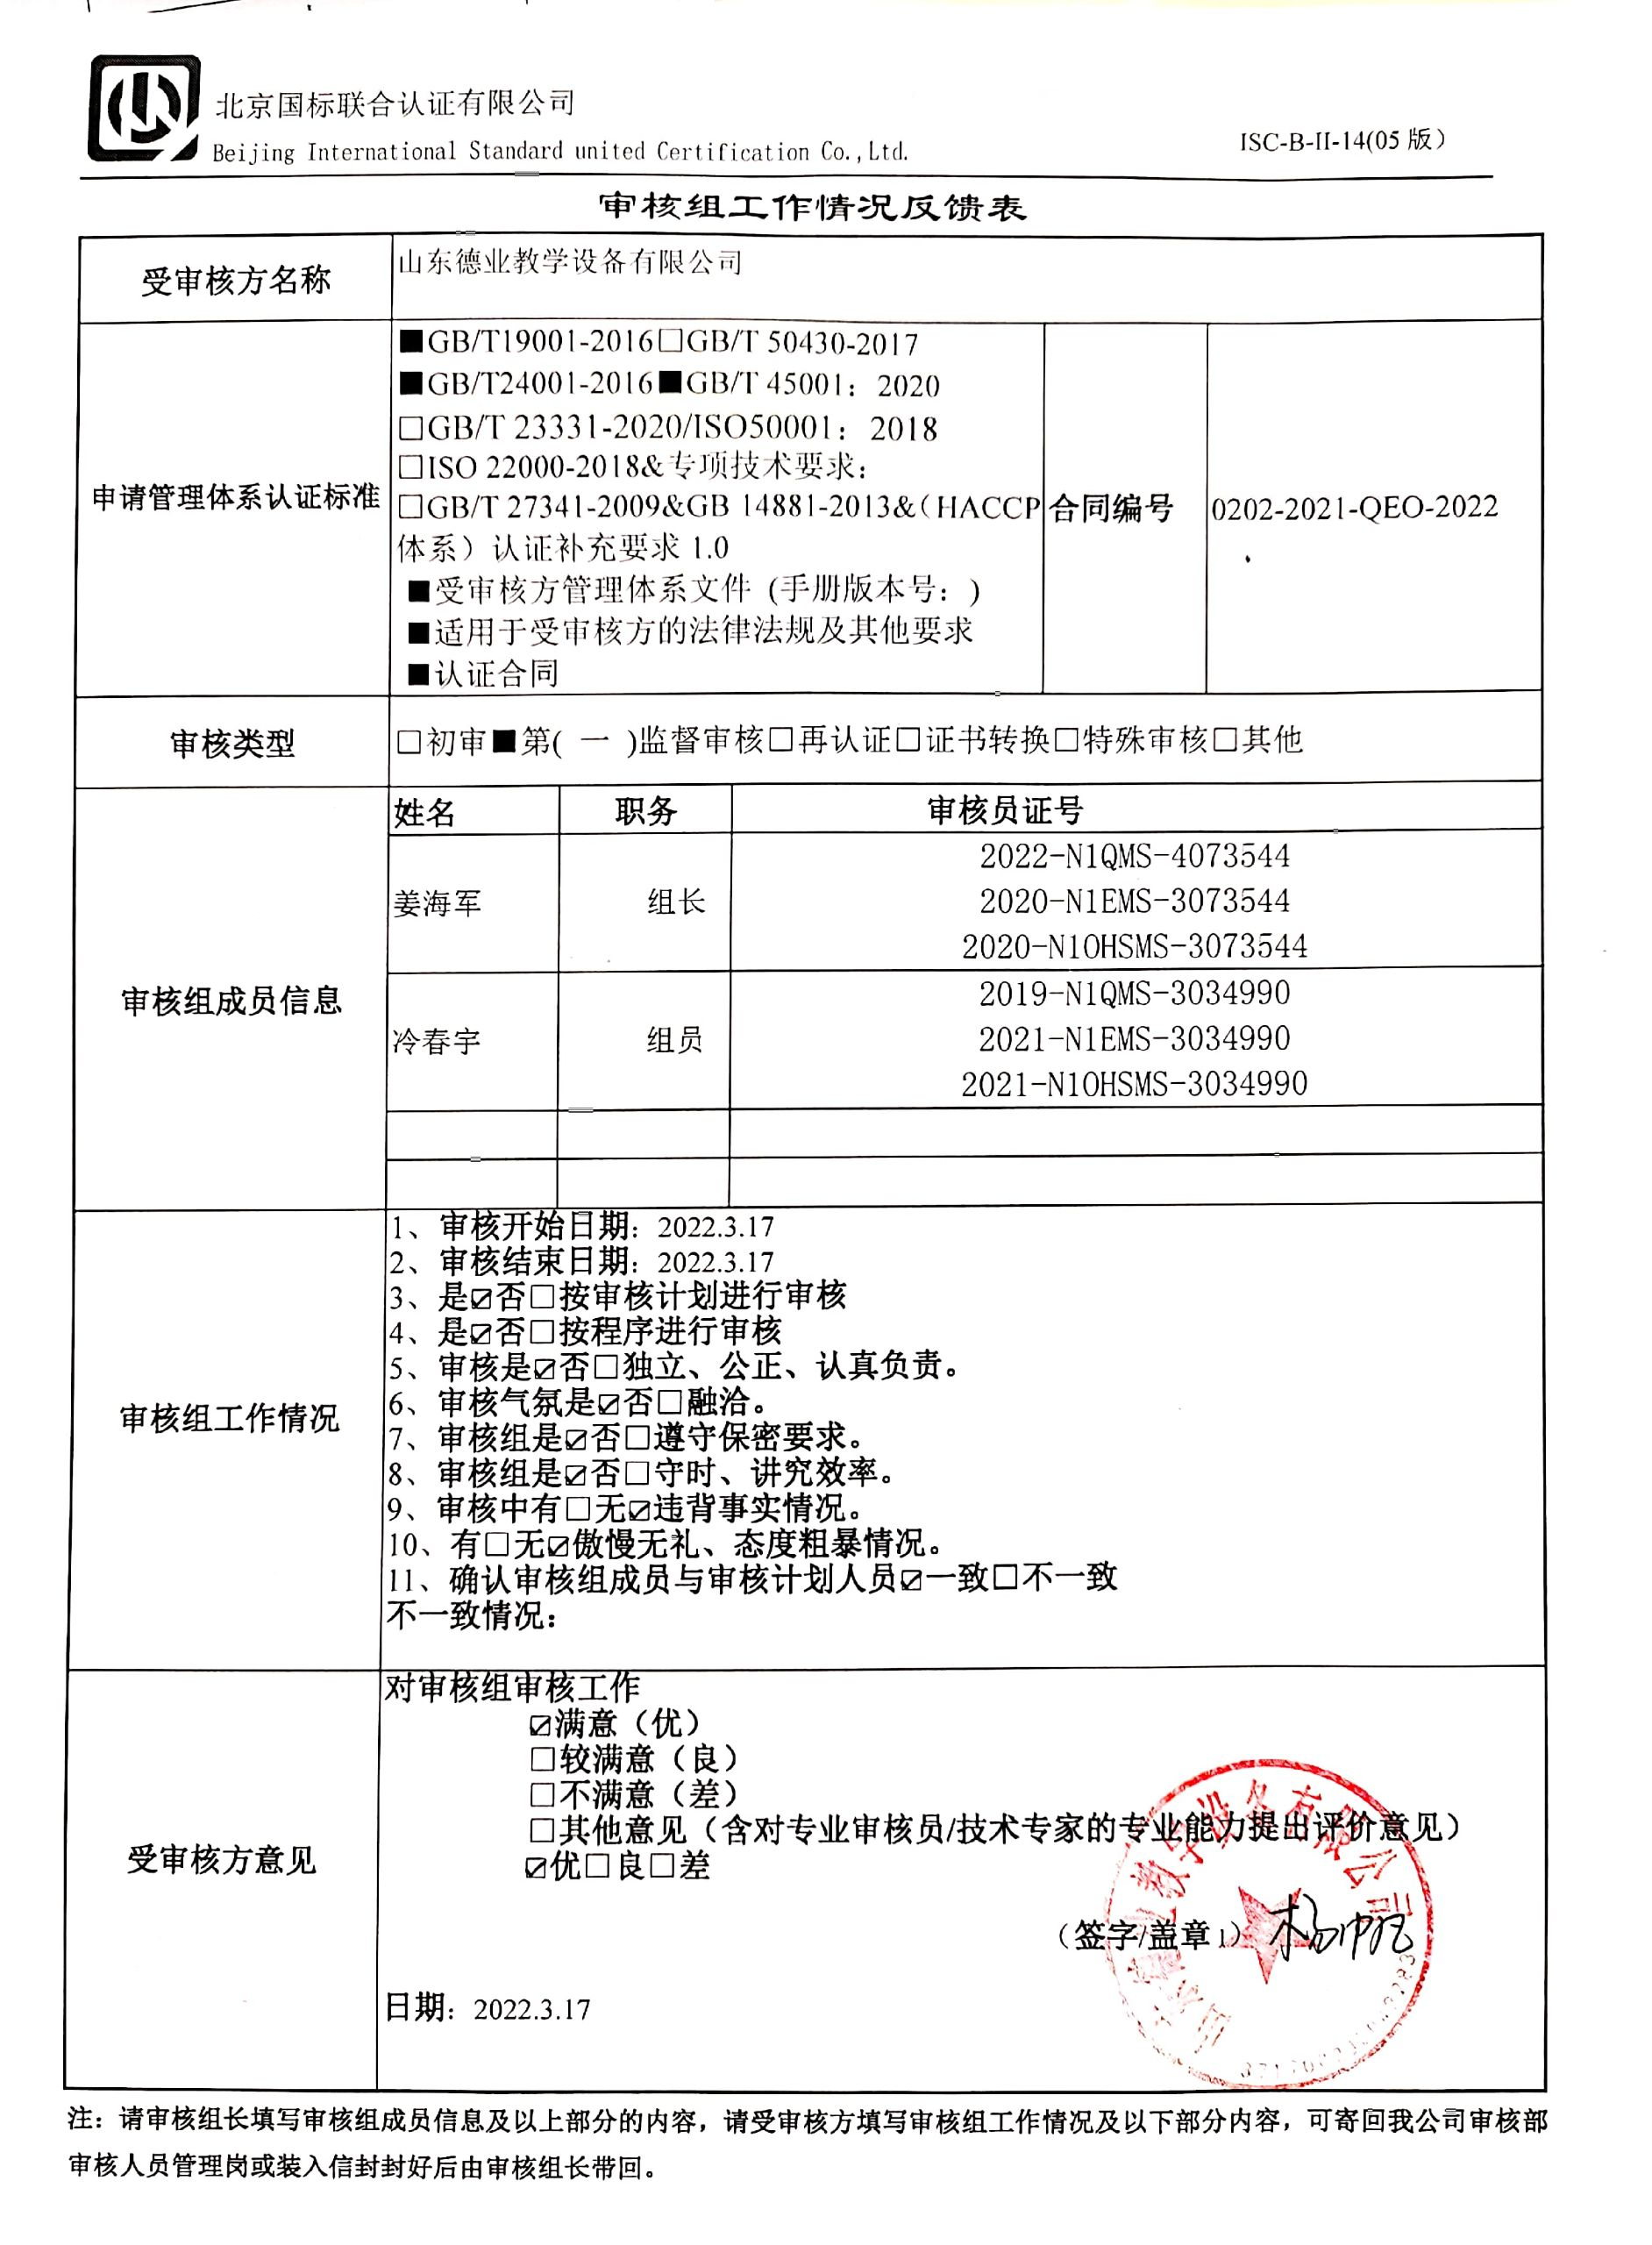 北京国标联合认证有限公司
Beijing International Standard united Certification Co.,Ltd.
ISC-B-II-14(05 版)
审核组工作情况反馈表
受审核方名称
山东德业教学设备有限公司
申请管理体系认证标准
■GB/T19001-2016□GB/T 50430-2017
■GB/T24001-2016■GB/T 45001：2020
□GB/T 23331-2020/ISO50001：2018
□ISO 22000-2018&专项技术要求:
□GB/T 27341-2009&GB 14881-2013&（HACCP
体系）认证补充要求 1.0
■受审核方管理体系文件 (手册版本号：)
■适用于受审核方的法律法规及其他要求
■认证合同
合同编号
0202-2021-QEO-2022
审核类型
□初审■第( 一 )监督审核□再认证□证书转换□特殊审核□其他
审核组成员信息
姓名 职务 审核员证号
姜海军 组长
2022-N1QMS-4073544
2020-N1EMS-3073544
2020-N1OHSMS-3073544
冷春宇 组员
2019-N1QMS-3034990
2021-N1EMS-3034990
2021-N1OHSMS-3034990
审核组工作情况
1、审核开始日期：2022.3.17
2、审核结束日期：2022.3.17
3、是☑否□按审核计划进行审核
4、是☑否□按程序进行审核
5、审核是☑否□独立、公正、认真负责。
6、审核气氛是☑否□融洽。
7、审核组是☑否□遵守保密要求。
8、审核组是☑否□守时、讲究效率。
9、审核中有□无☑违背事实情况。
10、有□无☑傲慢无礼、态度粗暴情况。
11、确认审核组成员与审核计划人员☑一致□不一致
不一致情况：
受审核方意见
对审核组审核工作
☑满意（优）
□较满意（良）
□不满意（差）
□其他意见（含对专业审核员/技术专家的专业能力提出评价意见）
☑优□良□差
（签字/盖章）
教学设备有限公司
日期：2022.3.17
注：请审核组长填写审核组成员信息及以上部分的内容，请受审核方填写审核组工作情况及以下部分内容，可寄回我公司审核部
审核人员管理岗或装入信封封好后由审核组长带回。